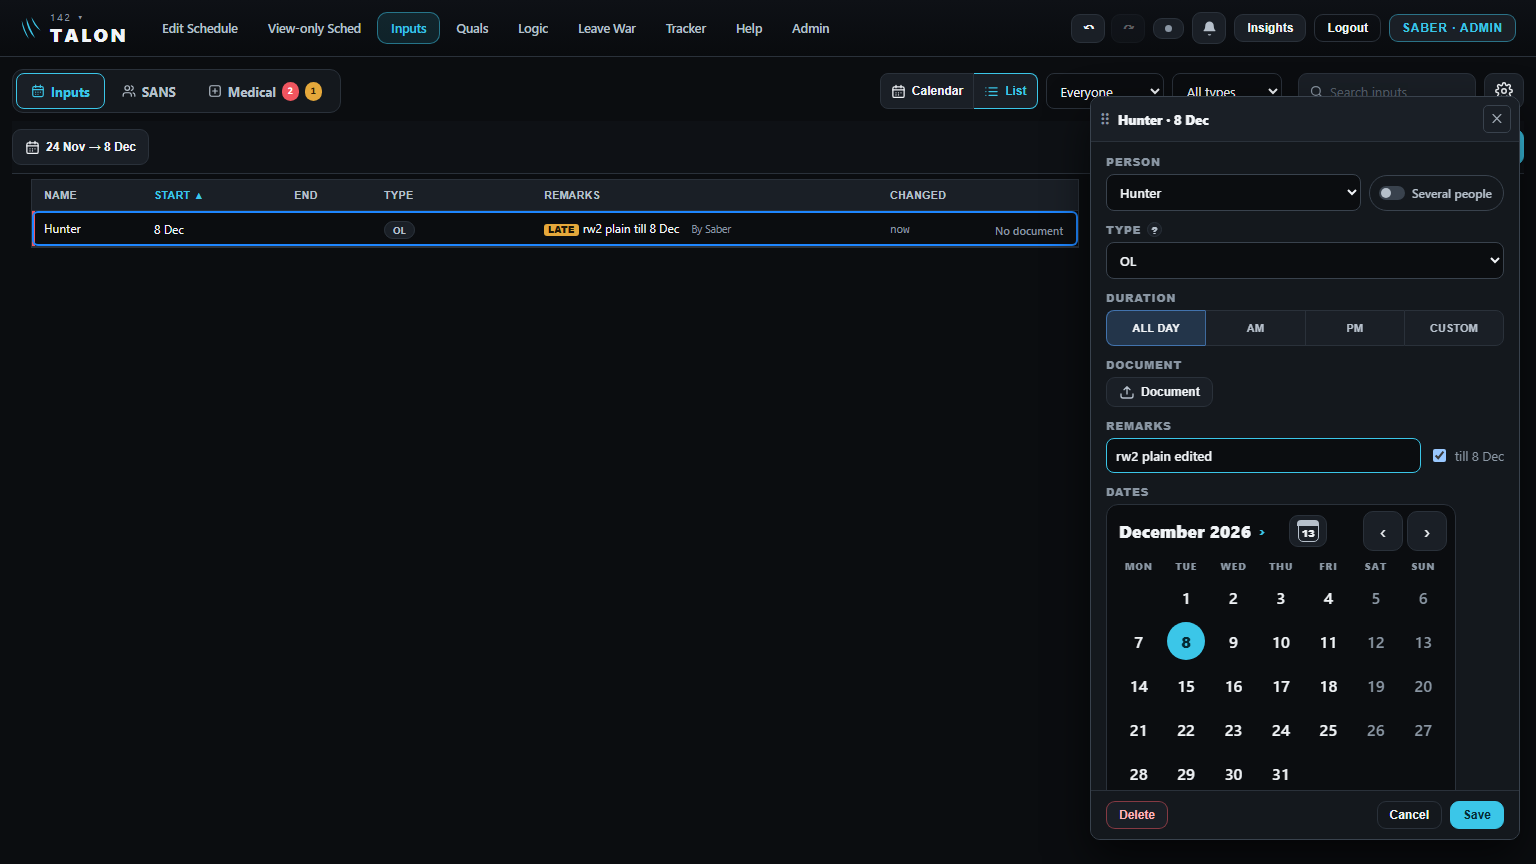 142
TALON
Edit Schedule
View-only Sched
Inputs
Quals
Logic
Leave War
Tracker
Help
Admin
Insights
Logout
SABER · ADMIN
Inputs
SANS
Medical 2 1
Calendar
List
Everyone
All types
Search inputs
24 Nov → 8 Dec
NAME START ▲ END TYPE REMARKS CHANGED
Hunter 8 Dec OL LATE rw2 plain till 8 Dec By Saber now No document
Hunter · 8 Dec
PERSON
Hunter
Several people
TYPE ?
OL
DURATION
ALL DAY AM PM CUSTOM
DOCUMENT
Document
REMARKS
rw2 plain edited
till 8 Dec
DATES
December 2026 ›
13
‹ ›
MON TUE WED THU FRI SAT SUN
1 2 3 4 5 6
7 8 9 10 11 12 13
14 15 16 17 18 19 20
21 22 23 24 25 26 27
28 29 30 31
Delete
Cancel
Save